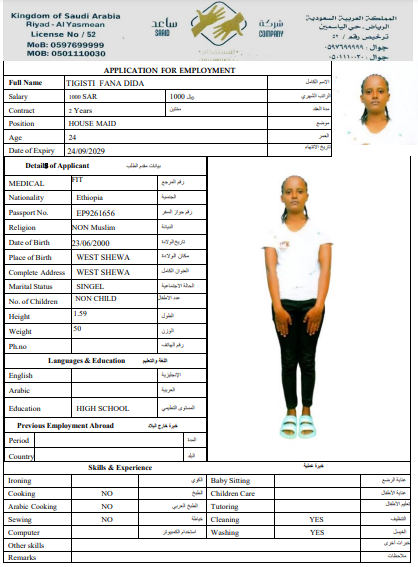 Kingdom of Saudi Arabia
Riyad - Al Yasmean
License No / 52
MoB: 0597699999
MoB: 0501110030
ساعد
SAAID
شركة
COMPANY
المملكة العربية السعودية
الرياض - حي الياسمين
ترخيص رقم / ٥٢
جوال : ٠٥٩٧٦٩٩٩٩٩
جوال : ٠٥٠١١١٠٠٣٠
APPLICATION FOR EMPLOYMENT
Full Name TIGISTI FANA DIDA الاسم الكامل
Salary 1000 SAR 1000 ريال الراتب الشهري
Contract 2 Years سنتين مدة العقد
Position HOUSE MAID موضع
Age 24 العمر
Date of Expiry 24/09/2029 تاريخ الانتهاء
Details of Applicant بيانات مقدم الطلب
MEDICAL FIT رقم المرجع
Nationality Ethiopia الجنسية
Passport No. EP9261656 رقم جواز السفر
Religion NON Muslim الديانة
Date of Birth 23/06/2000 تاريخ الولادة
Place of Birth WEST SHEWA مكان الولادة
Complete Address WEST SHEWA العنوان الكامل
Marital Status SINGEL الحالة الاجتماعية
No. of Children NON CHILD عدد الاطفال
Height 1.59 الطول
Weight 50 الوزن
Ph.no رقم الهاتف
Languages & Education اللغة والتعليم
English الإنجليزية
Arabic العربية
Education HIGH SCHOOL المستوى التعليمي
Previous Employment Abroad خبرة خارج البلاد
Period المدة
Country البلد
Skills & Experience خبرة عملية
Ironing الكوي Baby Sitting عناية الرضع
Cooking NO الطبخ Children Care عناية الأطفال
Arabic Cooking NO الطبخ العربي Tutoring تعليم الأطفال
Sewing NO خياطة Cleaning YES التنظيف
Computer استخدام الكمبيوتر Washing YES الغسيل
Other skills خبرات أخرى
Remarks ملاحظات